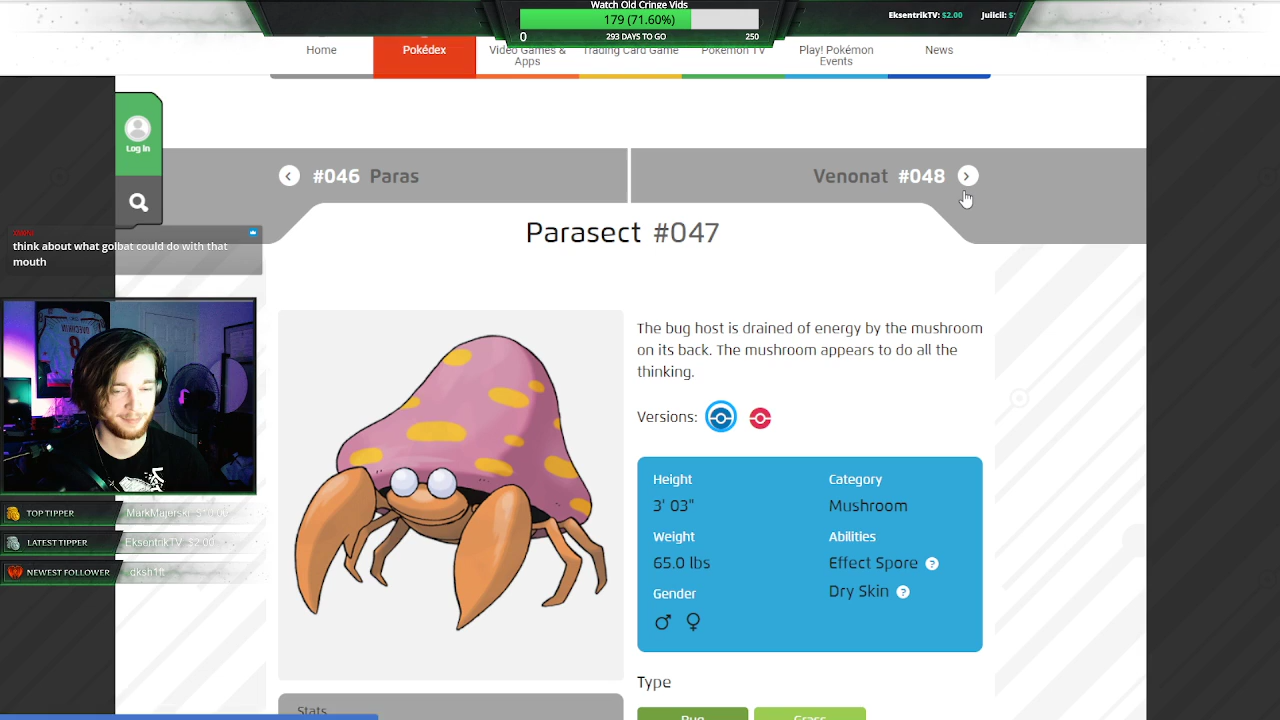 Watch Old Cringe Vids
179 (71.60%)
0
293 DAYS TO GO
250
EksentrikTV: $2.00
Julicil: $
Home
Pokédex
Video Games &
Apps
Trading Card Game
Pokémon TV
Play! Pokémon
Events
News
Log In
#046 Paras
Venonat #048
Parasect #047
think about what golbat could do with that
mouth
The bug host is drained of energy by the mushroom
on its back. The mushroom appears to do all the
thinking.
Versions:
Height
3' 03"
Weight
65.0 lbs
Gender
Category
Mushroom
Abilities
Effect Spore ?
Dry Skin ?
Type
Bug
Grass
Stats
TOP TIPPER
MarkMajerski
LATEST TIPPER
EksentrikTV $2.00
NEWEST FOLLOWER